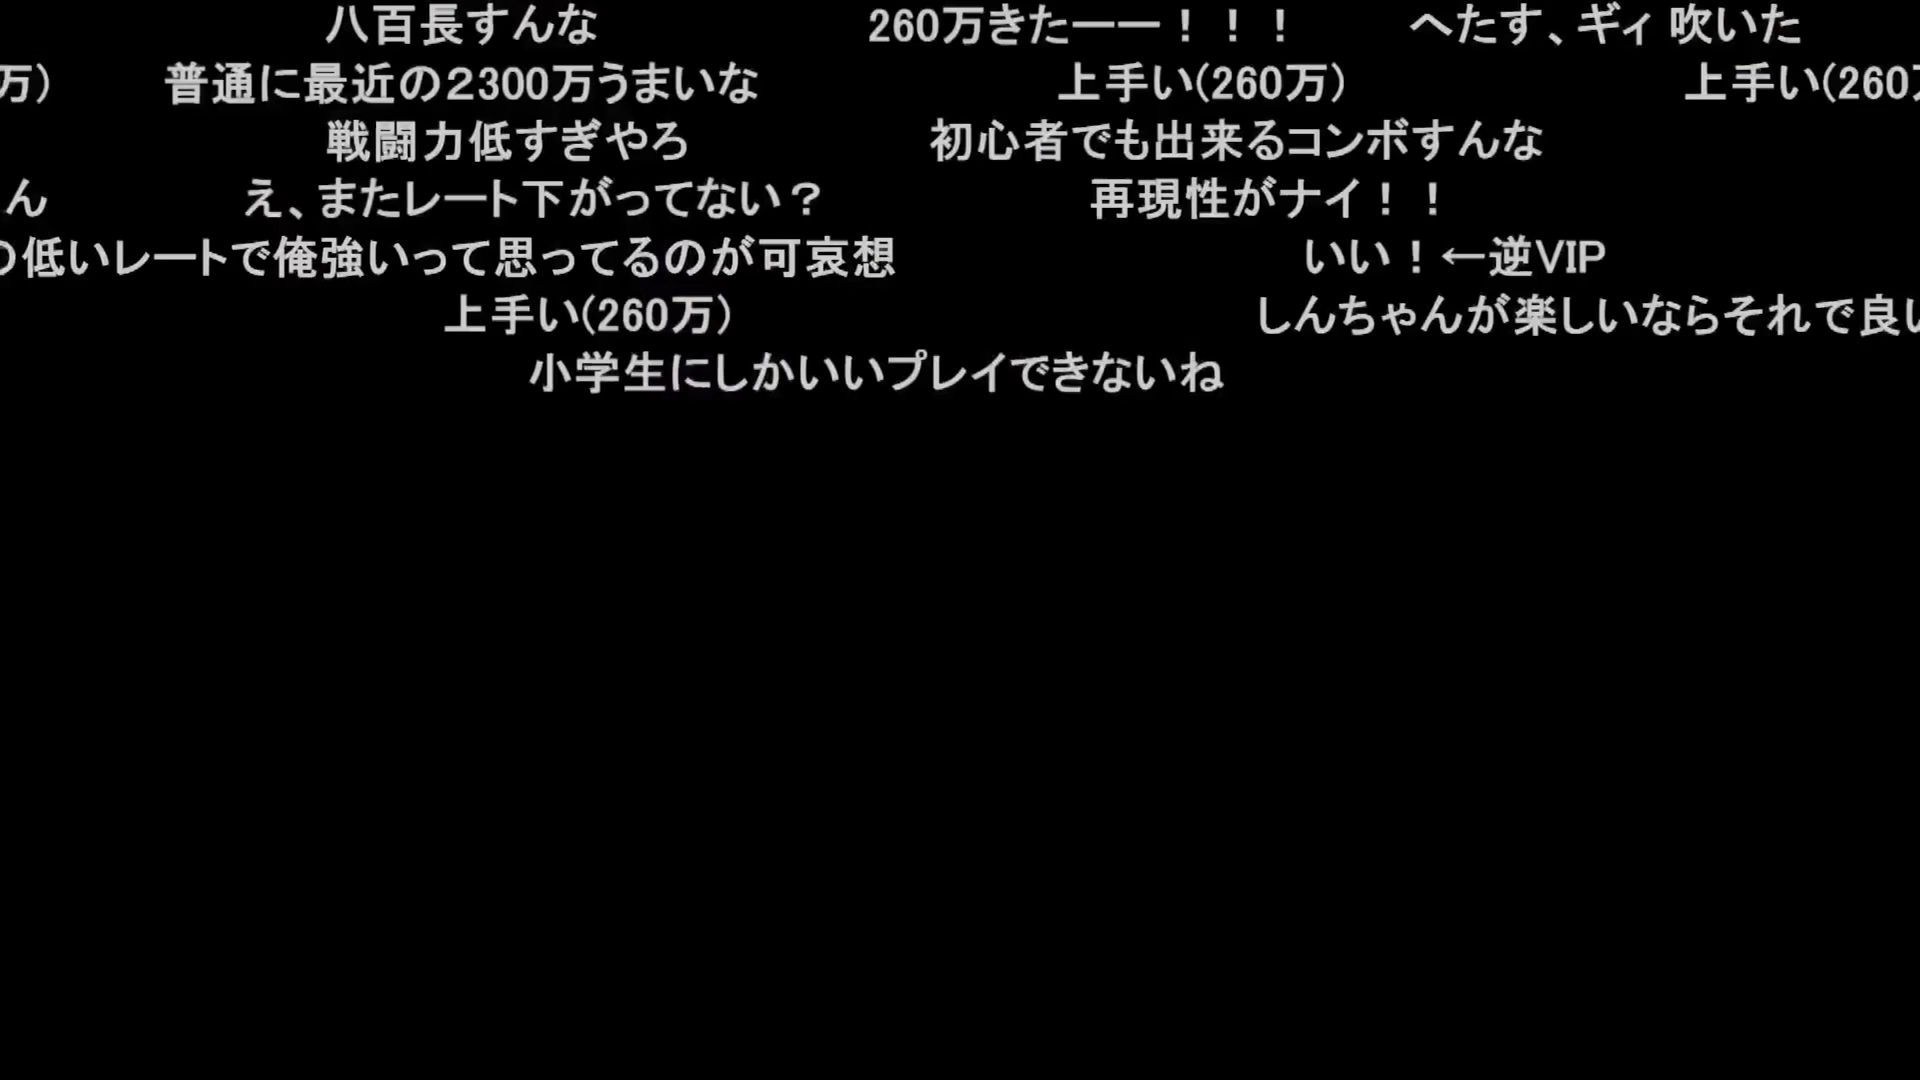 八百長すんな 260万きたーー！！！ へたす、ギィ 吹いた
万) 普通に最近の2300万うまいな 上手い(260万) 上手い(260
戦闘力低すぎやろ 初心者でも出来るコンボすんな
ん え、またレート下がってない？ 再現性がナイ！！
の低いレートで俺強いって思ってるのが可哀想 いい！←逆VIP
上手い(260万) しんちゃんが楽しいならそれで良い
小学生にしかいいプレイできないね